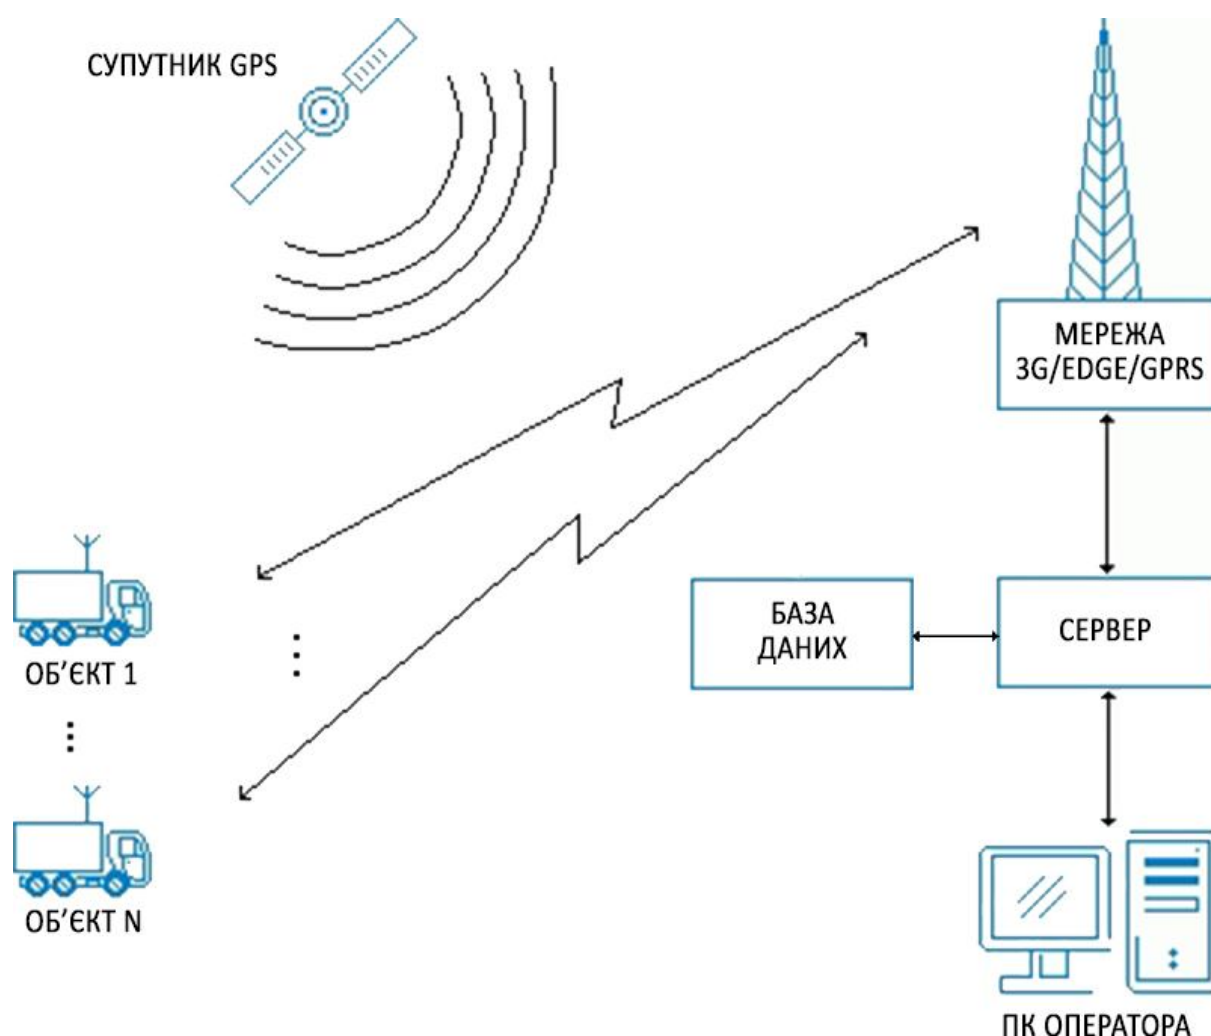 СУПУТНИК GPS
МЕРЕЖА
3G/EDGE/GPRS
БАЗА
ДАНИХ
СЕРВЕР
ОБ’ЄКТ 1
ОБ’ЄКТ N
ПК ОПЕРАТОРА